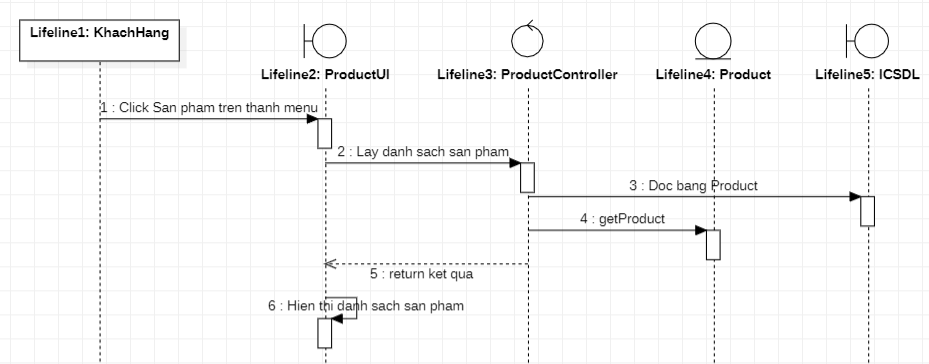 Lifeline1: KhachHang
Lifeline2: ProductUI
Lifeline3: ProductController
Lifeline4: Product
Lifeline5: ICSDL
1 : Click San pham tren thanh menu
2 : Lay danh sach san pham
3 : Doc bang Product
4 : getProduct
5 : return ket qua
6 : Hien thi danh sach san pham